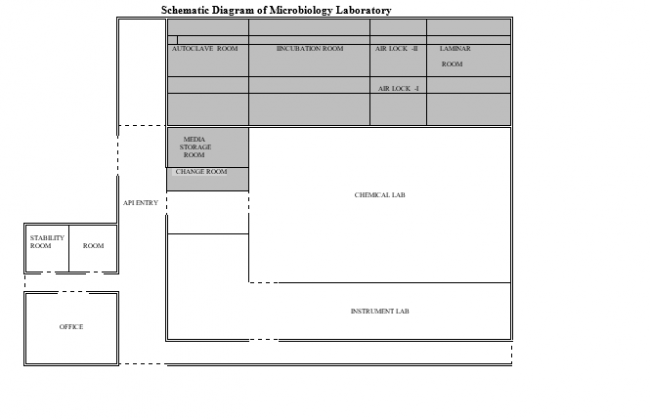 Schematic Diagram of Microbiology Laboratory
AUTOCLAVE ROOM
INCUBATION ROOM
AIR LOCK -II
LAMINAR
ROOM
AIR LOCK -I
MEDIA
STORAGE
ROOM
CHANGE ROOM
CHEMICAL LAB
API ENTRY
STABILITY
ROOM
ROOM
INSTRUMENT LAB
OFFICE